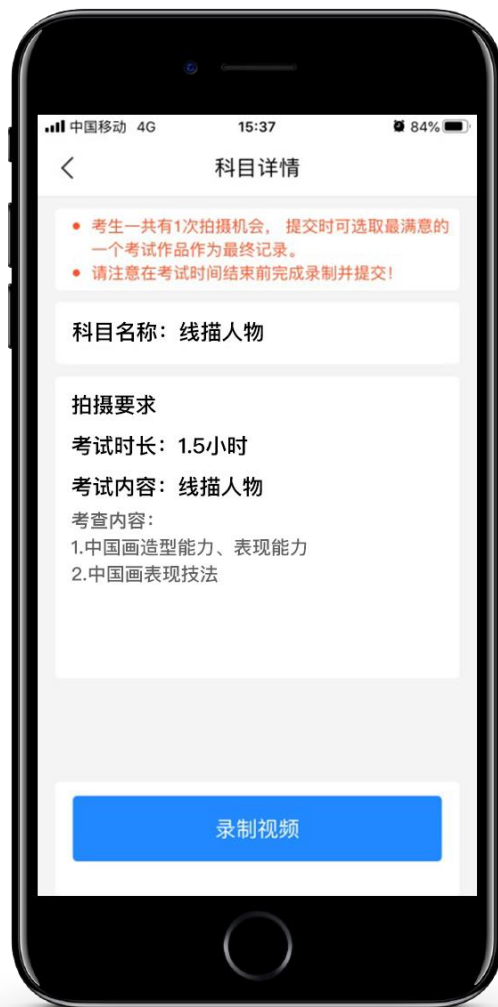 中国移动 4G 15:37 84%
科目详情
• 考生一共有1次拍摄机会， 提交时可选取最满意的
一个考试作品作为最终记录。
• 请注意在考试时间结束前完成录制并提交！
科目名称：线描人物
拍摄要求
考试时长：1.5小时
考试内容：线描人物
考查内容：
1.中国画造型能力、表现能力
2.中国画表现技法
录制视频